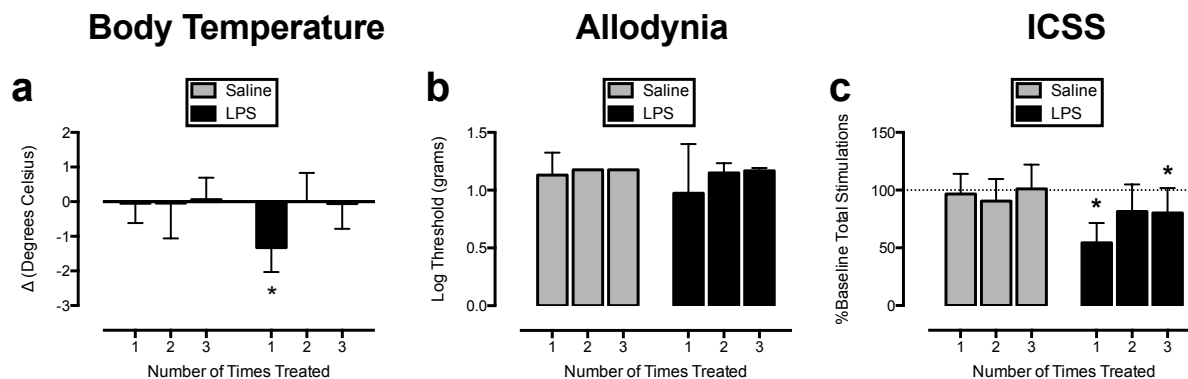 Body Temperature
Allodynia
ICSS
a
Saline
LPS
Δ (Degrees Celsius)
2
1
0
-1
-2
-3
*
1 2 3 1 2 3
Number of Times Treated
b
Saline
LPS
Log Threshold (grams)
1.5
1.0
0.5
0.0
1 2 3 1 2 3
Number of Times Treated
c
Saline
LPS
%Baseline Total Stimulations
150
100
50
0
*
*
1 2 3 1 2 3
Number of Times Treated